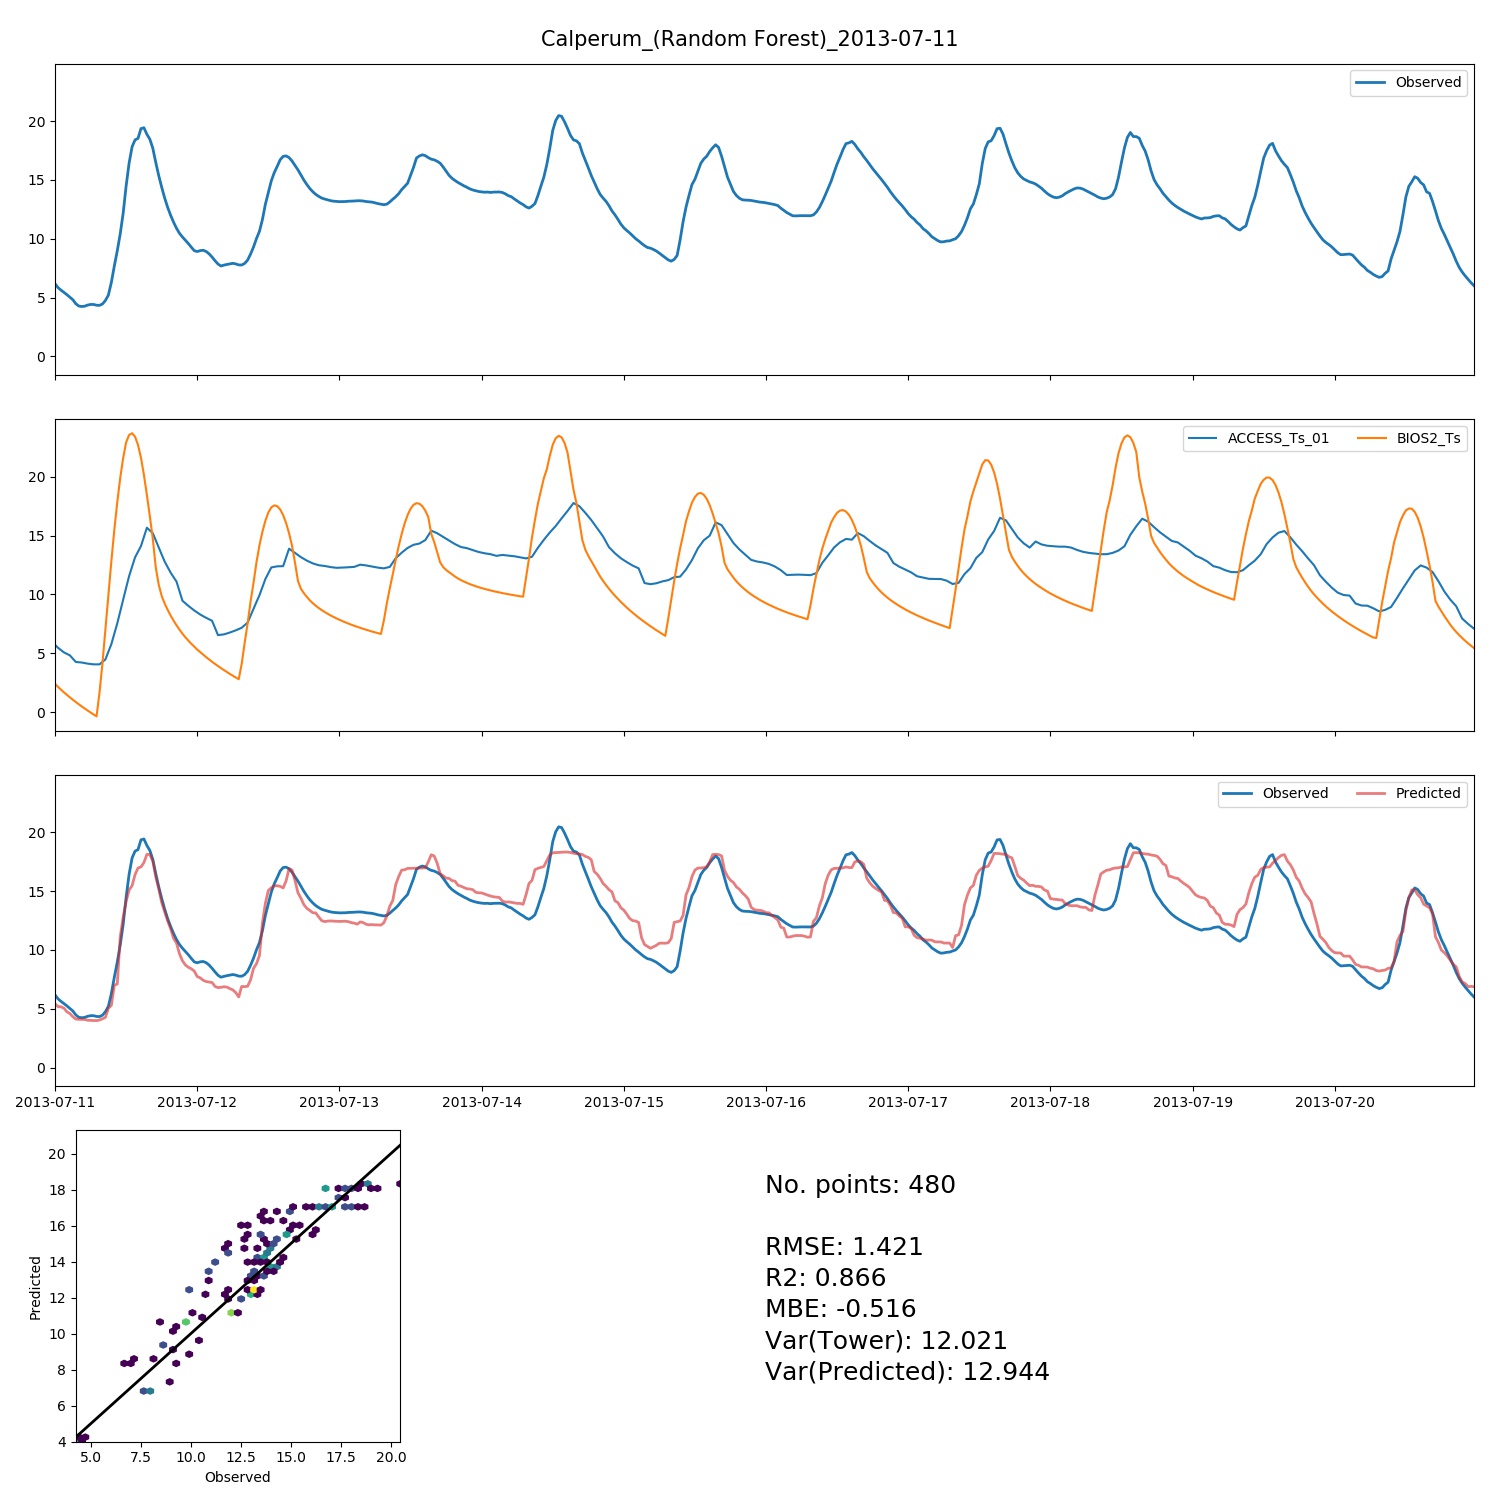 Calperum_(Random Forest)_2013-07-11
Observed
20
15
10
5
0
ACCESS_Ts_01 BIOS2_Ts
20
15
10
5
0
Observed Predicted
20
15
10
5
0
2013-07-11 2013-07-12 2013-07-13 2013-07-14 2013-07-15 2013-07-16 2013-07-17 2013-07-18 2013-07-19 2013-07-20
Predicted
20
18
16
14
12
10
8
6
4
5.0 7.5 10.0 12.5 15.0 17.5 20.0
Observed
No. points: 480
RMSE: 1.421
R2: 0.866
MBE: -0.516
Var(Tower): 12.021
Var(Predicted): 12.944